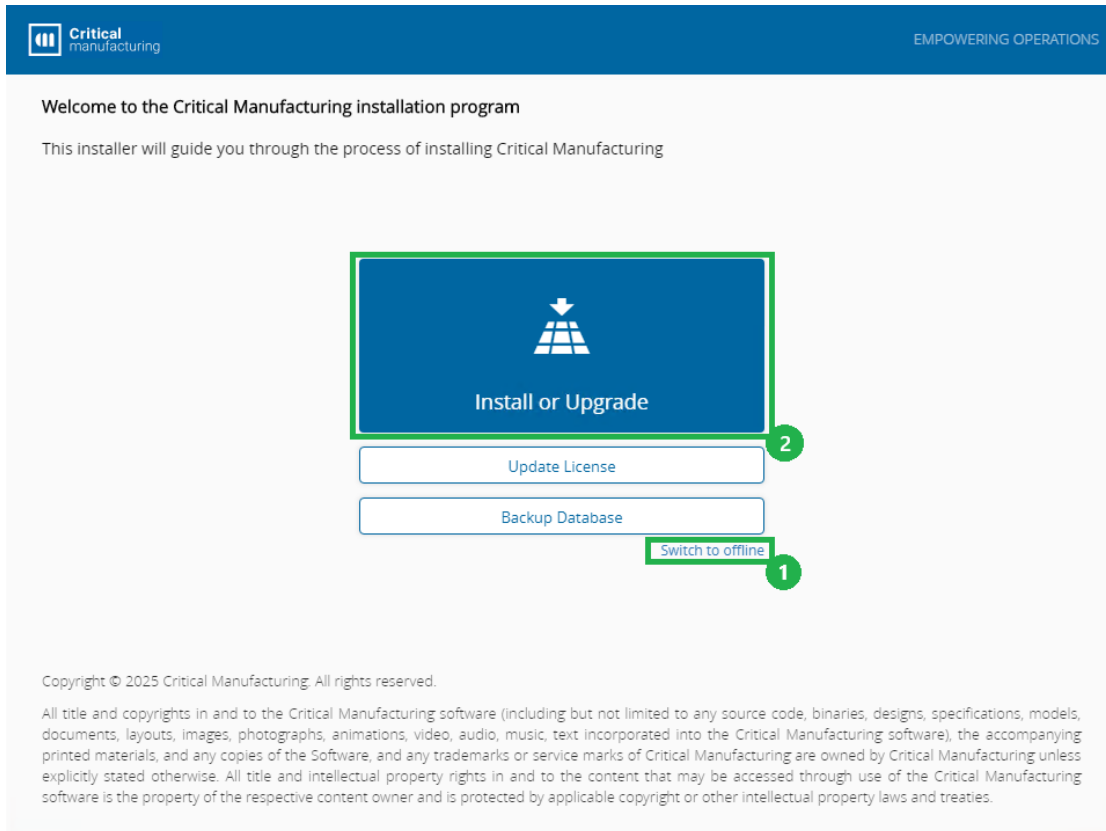 Critical
manufacturing
EMPOWERING OPERATIONS
Welcome to the Critical Manufacturing installation program
This installer will guide you through the process of installing Critical Manufacturing
Install or Upgrade
2
Update License
Backup Database
Switch to offline
1
Copyright © 2025 Critical Manufacturing. All rights reserved.
All title and copyrights in and to the Critical Manufacturing software (including but not limited to any source code, binaries, designs, specifications, models,
documents, layouts, images, photographs, animations, video, audio, music, text incorporated into the Critical Manufacturing software), the accompanying
printed materials, and any copies of the Software, and any trademarks or service marks of Critical Manufacturing are owned by Critical Manufacturing unless
explicitly stated otherwise. All title and intellectual property rights in and to the content that may be accessed through use of the Critical Manufacturing
software is the property of the respective content owner and is protected by applicable copyright or other intellectual property laws and treaties.